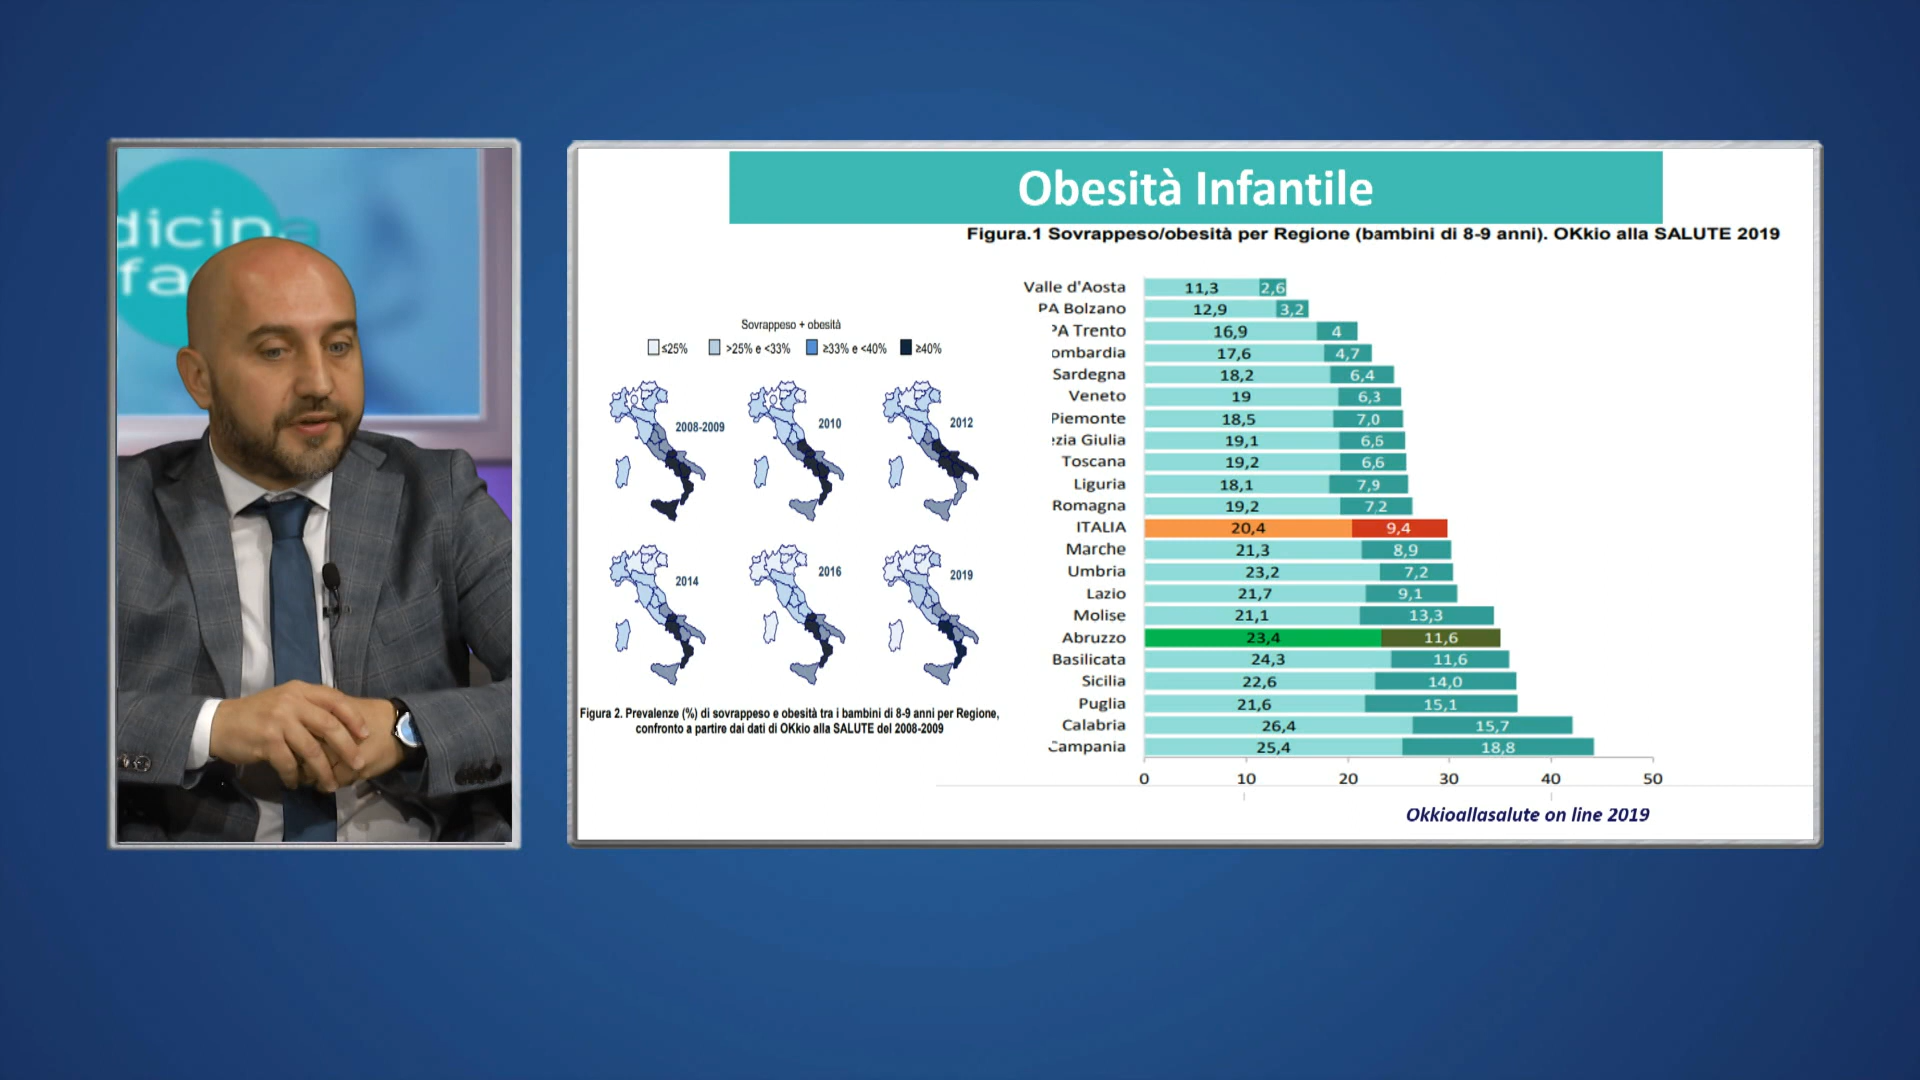 dicina
fa
Obesità Infantile
Figura.1 Sovrappeso/obesità per Regione (bambini di 8-9 anni). OKkio alla SALUTE 2019
Sovrappeso + obesità
≤25% >25% e <33% ≥33% e <40% ≥40%
2008-2009 2010 2012
2014 2016 2019
Figura 2. Prevalenze (%) di sovrappeso e obesità tra i bambini di 8-9 anni per Regione,
confronto a partire dai dati di OKkio alla SALUTE del 2008-2009
Valle d'Aosta 11,3 2,6
PA Bolzano 12,9 3,2
PA Trento 16,9 4
ombardia 17,6 4,7
Sardegna 18,2 6,4
Veneto 19 6,3
Piemonte 18,5 7,0
ezia Giulia 19,1 6,6
Toscana 19,2 6,6
Liguria 18,1 7,9
Romagna 19,2 7,2
ITALIA 20,4 9,4
Marche 21,3 8,9
Umbria 23,2 7,2
Lazio 21,7 9,1
Molise 21,1 13,3
Abruzzo 23,4 11,6
Basilicata 24,3 11,6
Sicilia 22,6 14,0
Puglia 21,6 15,1
Calabria 26,4 15,7
Campania 25,4 18,8
0 10 20 30 40 50
Okkioallasalute on line 2019